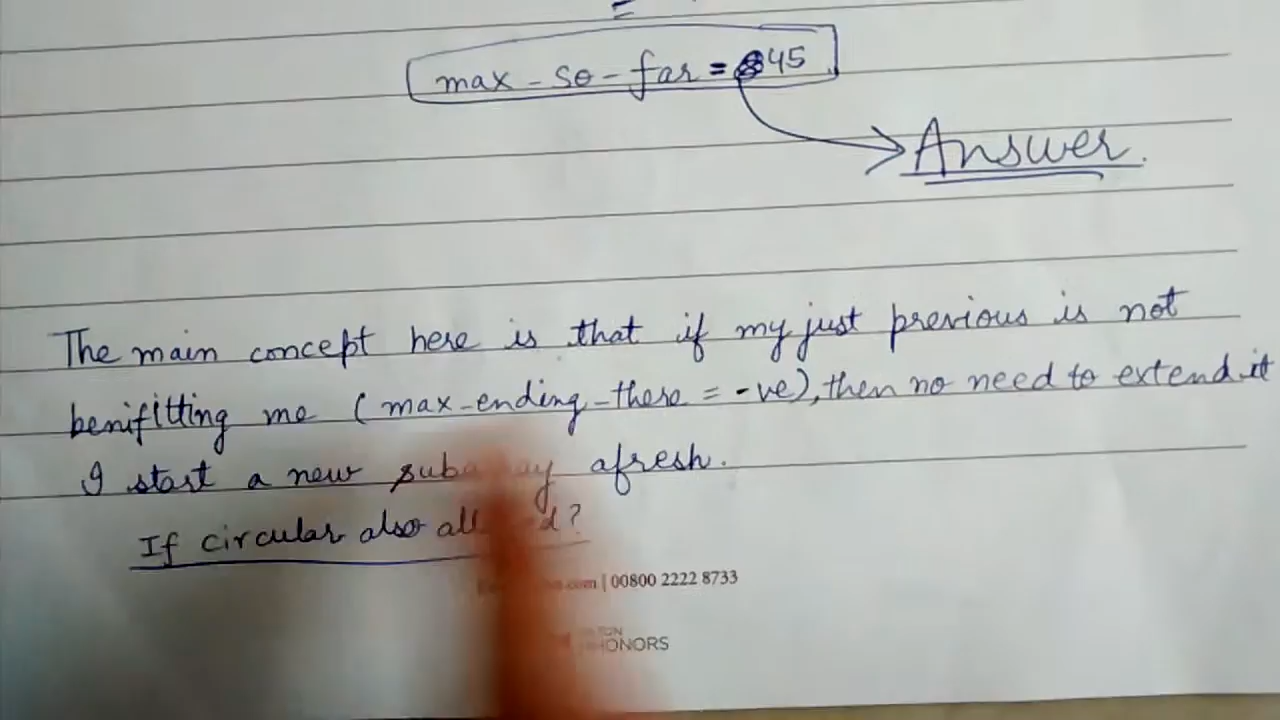 max-so-far = 45
Answer.
The main concept here is that if my just previous is not
benifitting me (max-ending-there = -ve), then no need to extend it
I start a new afresh.
If circular also
.com | 00800 2222 8733
HONORS